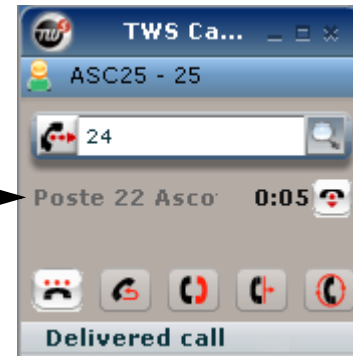 TWS Ca...
ASC25 - 25
24
Poste 22 Asco 0:05
Delivered call